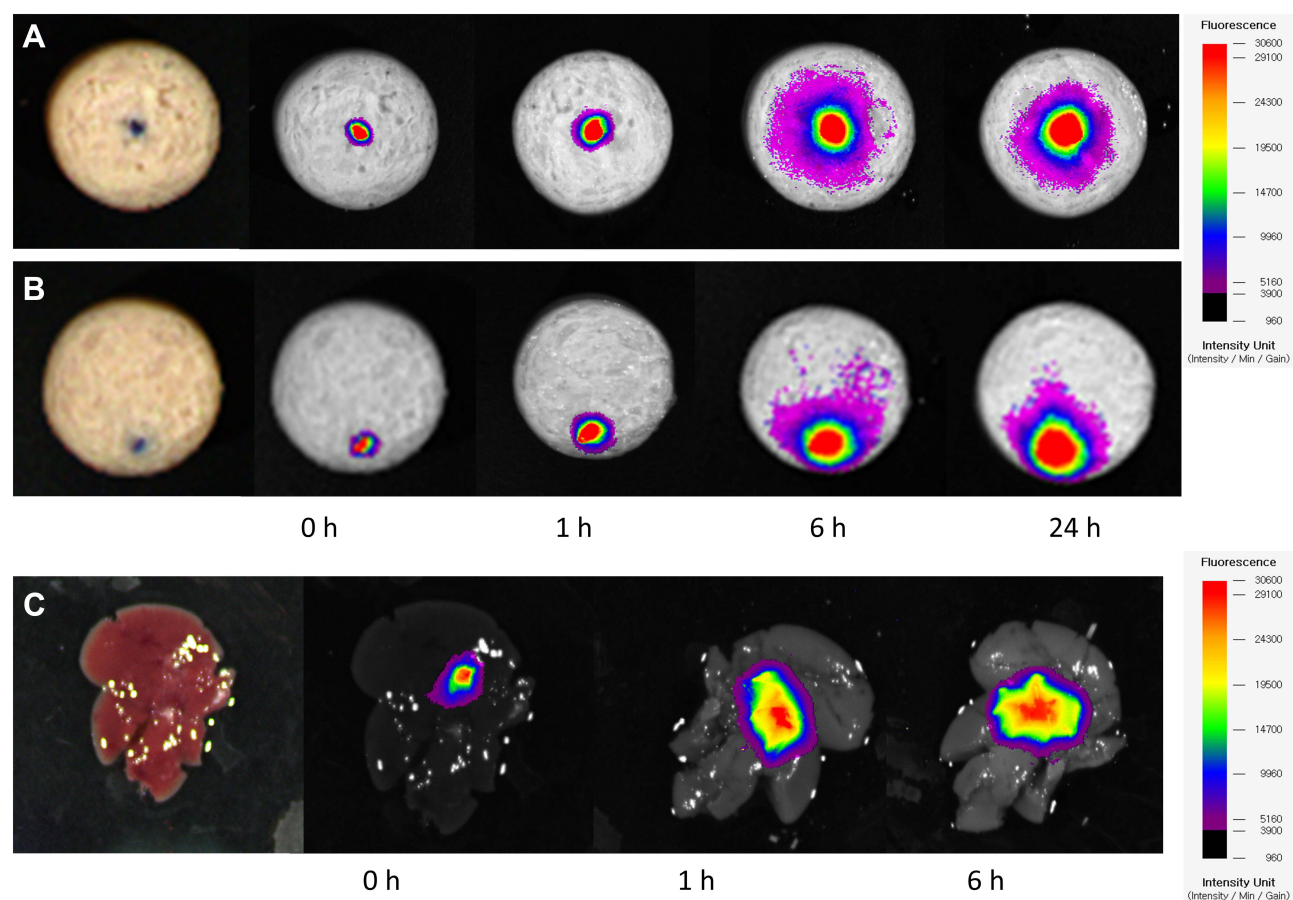 A
Fluorescence
30600
29100
24300
19500
14700
9960
5160
3900
960
Intensity Unit
(Intensity / Min / Gain)
B
0 h
1 h
6 h
24 h
C
Fluorescence
30600
29100
24300
19500
14700
9960
5160
3900
960
Intensity Unit
(Intensity / Min / Gain)
0 h
1 h
6 h